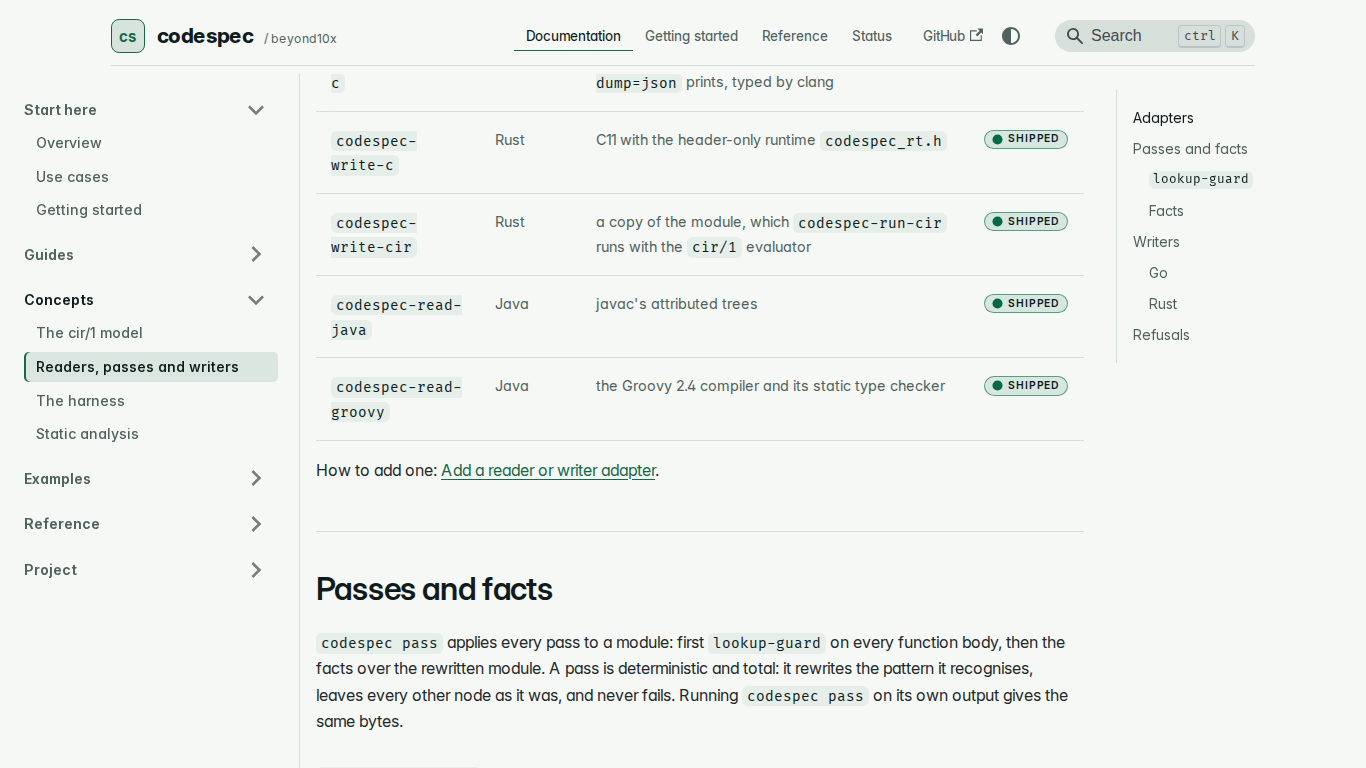 cs codespec / beyond10x Documentation Getting started Reference Status GitHub Search ctrl K
Start here
Overview
Use cases
Getting started
Guides
Concepts
The cir/1 model
Readers, passes and writers
The harness
Static analysis
Examples
Reference
Project
c dump=json prints, typed by clang
codespec- Rust C11 with the header-only runtime codespec_rt.h SHIPPED
write-c
codespec- Rust a copy of the module, which codespec-run-cir SHIPPED
write-cir runs with the cir/1 evaluator
codespec-read- Java javac's attributed trees SHIPPED
java
codespec-read- Java the Groovy 2.4 compiler and its static type checker SHIPPED
groovy
How to add one: Add a reader or writer adapter.
Passes and facts
codespec pass applies every pass to a module: first lookup-guard on every function body, then the
facts over the rewritten module. A pass is deterministic and total: it rewrites the pattern it recognises,
leaves every other node as it was, and never fails. Running codespec pass on its own output gives the
same bytes.
Adapters
Passes and facts
lookup-guard
Facts
Writers
Go
Rust
Refusals